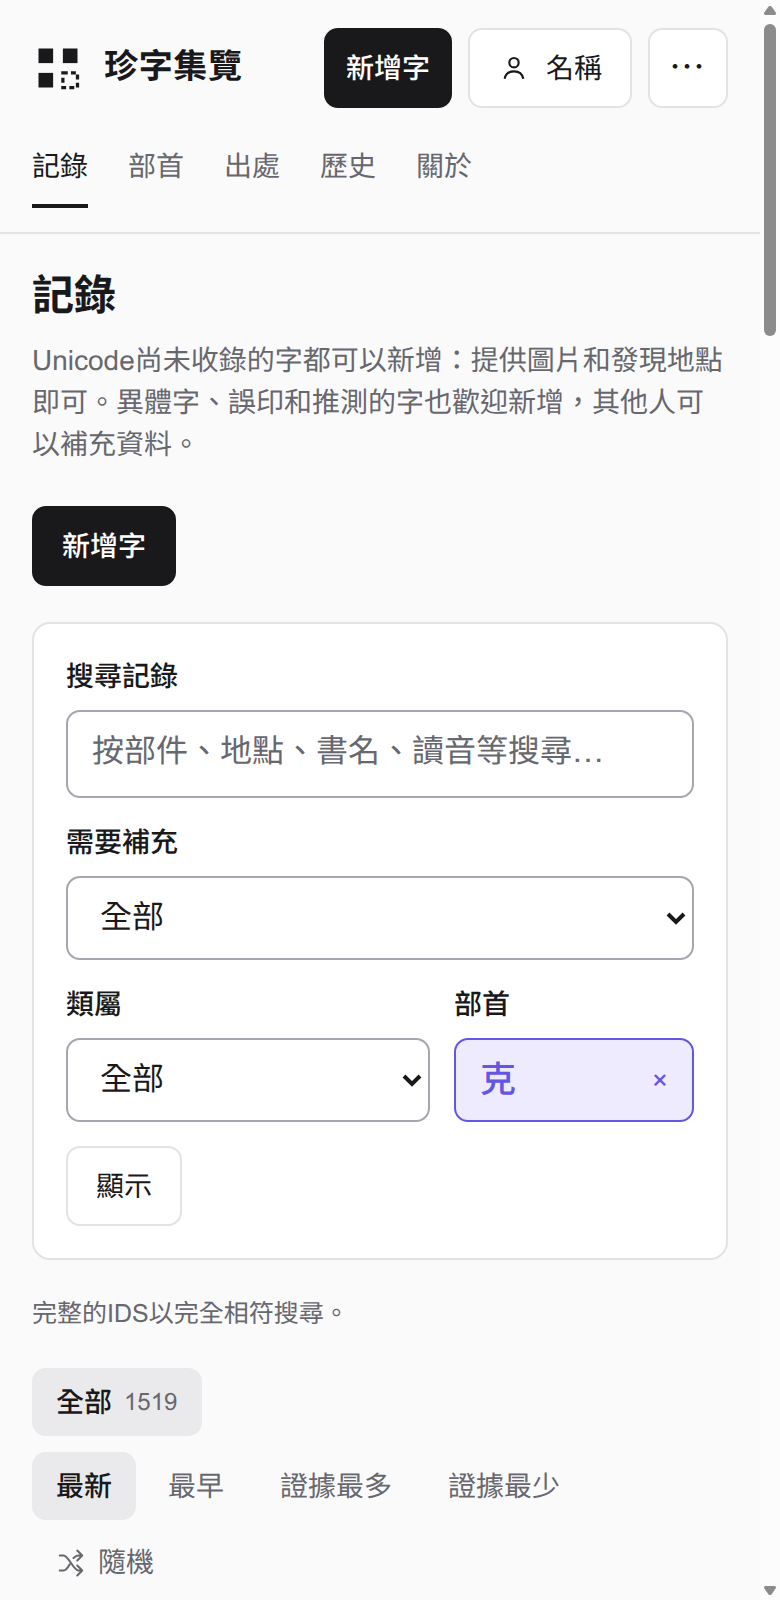 珍字集覽
新增字
名稱
...
記錄 部首 出處 歷史 關於
記錄
Unicode尚未收錄的字都可以新增：提供圖片和發現地點
即可。異體字、誤印和推測的字也歡迎新增，其他人可
以補充資料。
新增字
搜尋記錄
按部件、地點、書名、讀音等搜尋…
需要補充
全部
類屬 部首
全部 克 ×
顯示
完整的IDS以完全相符搜尋。
全部 1519
最新 最早 證據最多 證據最少
隨機